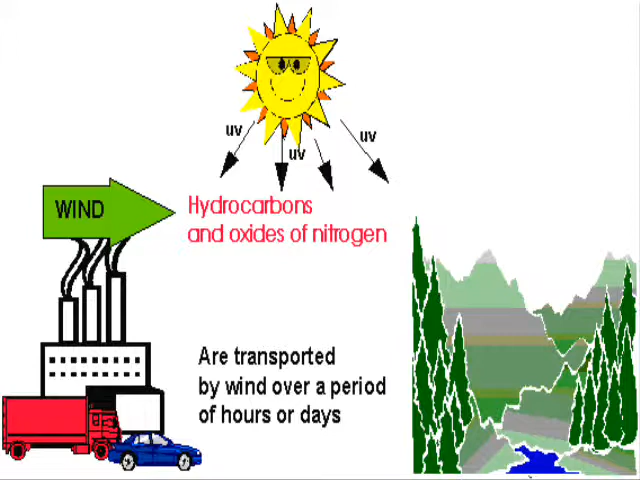 uv
uv
uv
WIND
Hydrocarbons
and oxides of nitrogen
Are transported
by wind over a period
of hours or days